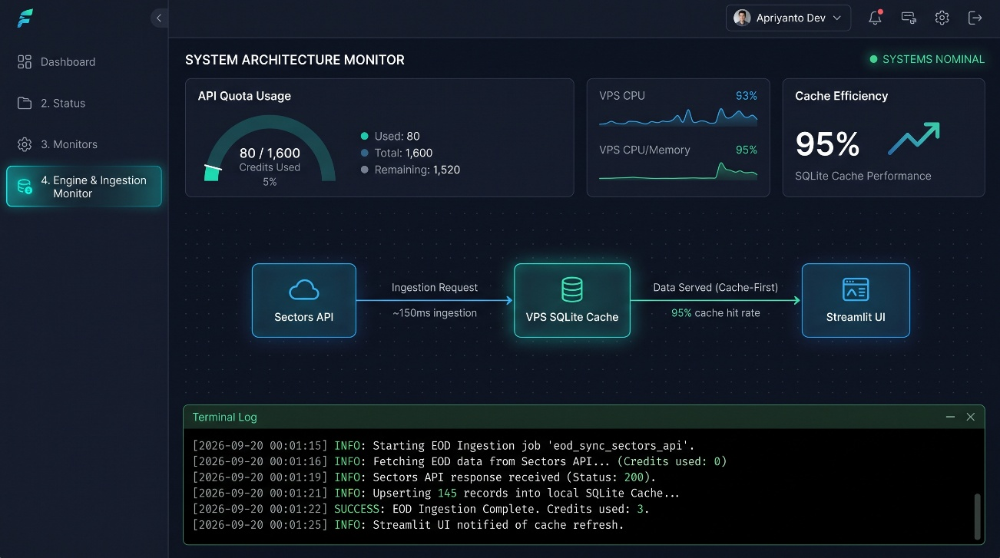 Apriyanto Dev
Dashboard
2. Status
3. Monitors
4. Engine & Ingestion
Monitor
SYSTEM ARCHITECTURE MONITOR
SYSTEMS NOMINAL
API Quota Usage
80 / 1,600
Credits Used
5%
Used: 80
Total: 1,600
Remaining: 1,520
VPS CPU 93%
VPS CPU/Memory 95%
Cache Efficiency
95%
SQLite Cache Performance
Sectors API
Ingestion Request
~150ms ingestion
VPS SQLite Cache
Data Served (Cache-First)
95% cache hit rate
Streamlit UI
Terminal Log
[2026-09-20 00:01:15] INFO: Starting EOD Ingestion job 'eod_sync_sectors_api'.
[2026-09-20 00:01:16] INFO: Fetching EOD data from Sectors API... (Credits used: 0)
[2026-09-20 00:01:19] INFO: Sectors API response received (Status: 200).
[2026-09-20 00:01:21] INFO: Upserting 145 records into local SQLite Cache...
[2026-09-20 00:01:22] SUCCESS: EOD Ingestion Complete. Credits used: 3.
[2026-09-20 00:01:25] INFO: Streamlit UI notified of cache refresh.